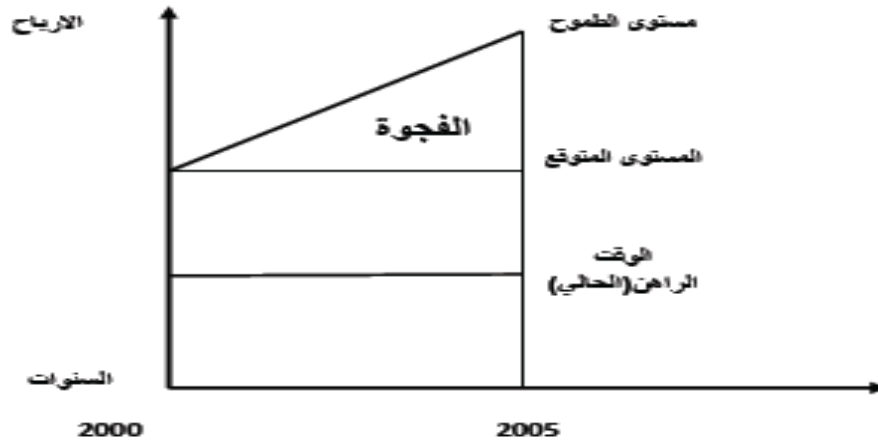 الارباح
مستوى الطموح
الفجوة
المستوى المتوقع
الوقت
الراهن(الحالي)
السنوات
2000
2005